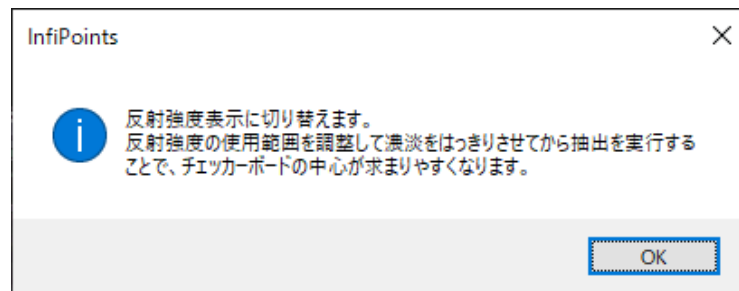 InfiPoints
反射強度表示に切り替えます。
反射強度の使用範囲を調整して濃淡をはっきりさせてから抽出を実行する
ことで、チェッカーボードの中心が求まりやすくなります。
OK